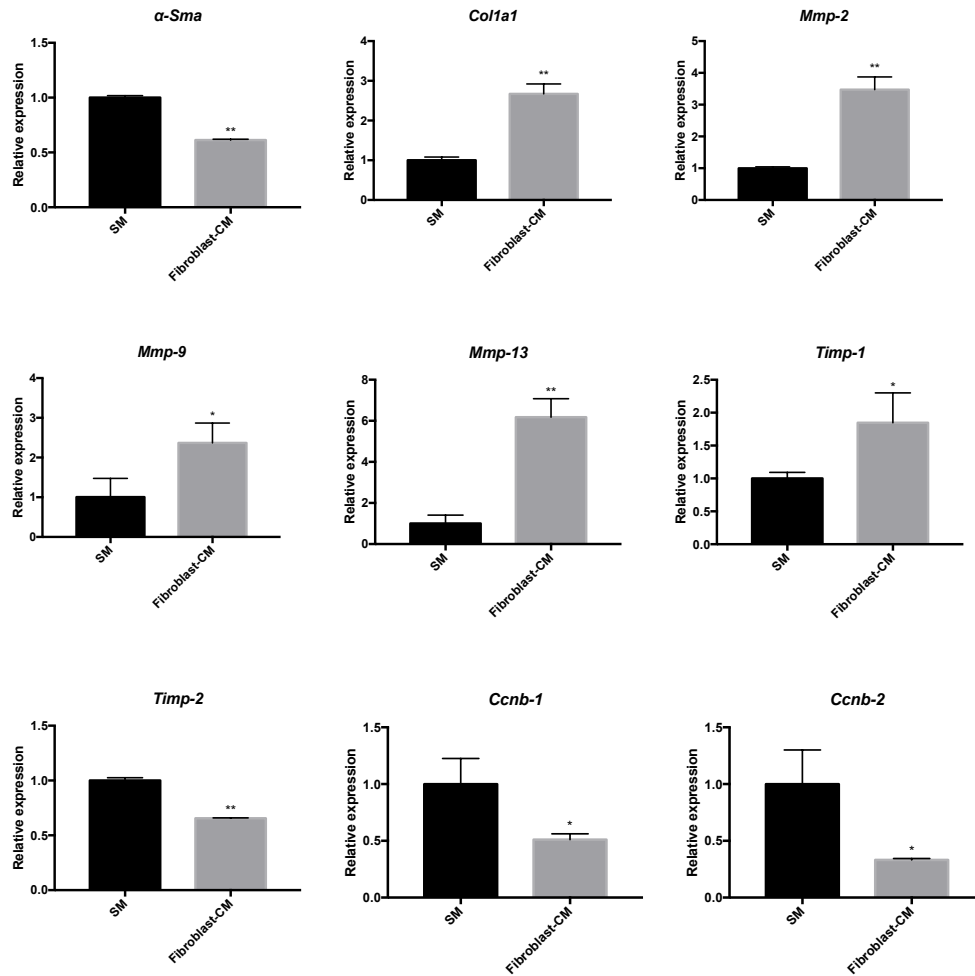 α-Sma
Relative expression
1.5
1.0
0.5
0.0
**
SM
Fibroblast-CM
Col1a1
Relative expression
4
3
2
1
0
**
SM
Fibroblast-CM
Mmp-2
Relative expression
5
4
3
2
1
0
**
SM
Fibroblast-CM
Mmp-9
Relative expression
4
3
2
1
0
*
SM
Fibroblast-CM
Mmp-13
Relative expression
8
6
4
2
0
**
SM
Fibroblast-CM
Timp-1
Relative expression
2.5
2.0
1.5
1.0
0.5
0.0
*
SM
Fibroblast-CM
Timp-2
Relative expression
1.5
1.0
0.5
0.0
**
SM
Fibroblast-CM
Ccnb-1
Relative expression
1.5
1.0
0.5
0.0
*
SM
Fibroblast-CM
Ccnb-2
Relative expression
1.5
1.0
0.5
0.0
*
SM
Fibroblast-CM